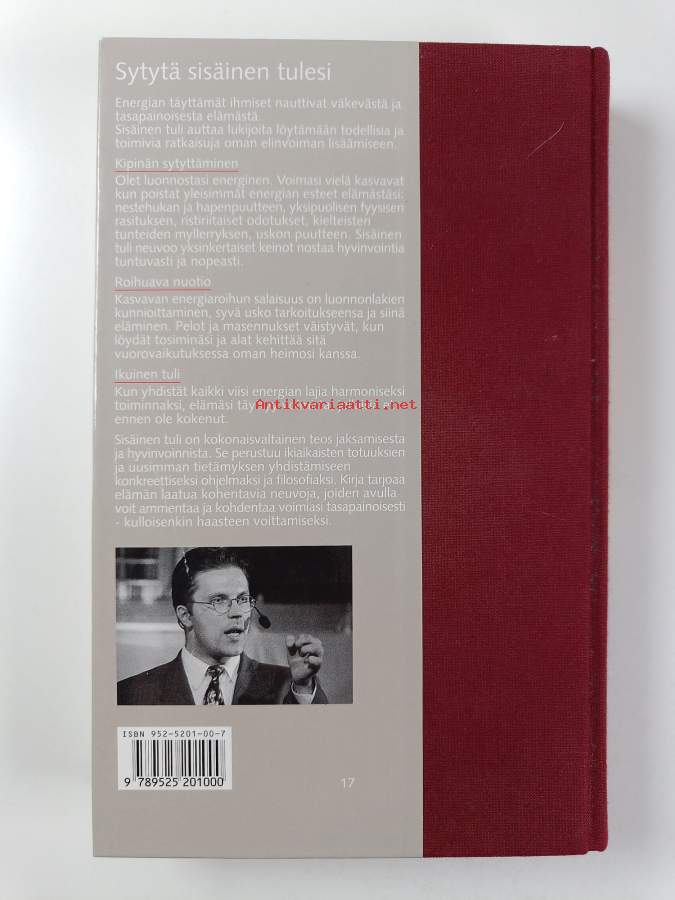 Sytytä sisäinen tulesi
Energian täyttämät ihmiset nauttivat väkevästä ja
tasapainoisesta elämästä.
Sisäinen tuli auttaa lukijoita löytämään todellisia ja
toimivia ratkaisuja oman elinvoiman lisäämiseen.
Kipinän sytyttäminen
Olet luonnostasi energinen. Voimasi vielä kasvavat
kun poistat yleisimmät energian esteet elämästäsi:
nestehukan ja hapenpuutteen, yksipuolisen fyysisen
rasituksen, ristiriitaiset odotukset, kielteisten
tunteiden myllerryksen, uskon puutteen. Sisäinen
tuli neuvoo yksinkertaiset keinot nostaa hyvinvointia
tuntuvasti ja nopeasti.
Roihuava nuotio
Kasvavan energiaroihun salaisuus on luonnonlakien
kunnioittaminen, syvä usko tarkoitukseensa ja siinä
eläminen. Pelot ja masennukset väistyvät, kun
löydät tosiminäsi ja alat kehittää sitä
vuorovaikutuksessa oman heimosi kanssa.
Ikuinen tuli
Kun yhdistät kaikki viisi energian lajia harmoniseksi
toiminnaksi, elämäsi
Antikvariaatti.net
ennen ole kokenut.
Sisäinen tuli on kokonaisvaltainen teos jaksamisesta
ja hyvinvoinnista. Se perustuu ikiaikaisten totuuksien
ja uusimman tietämyksen yhdistämiseen
konkreettiseksi ohjelmaksi ja filosofiaksi. Kirja tarjoaa
elämän laatua kohentavia neuvoja, joiden avulla
voit ammentaa ja kohdentaa voimiasi tasapainoisesti
- kulloisenkin haasteen voittamiseksi.
ISBN 952-5201-00-7
9 789525 201000
17